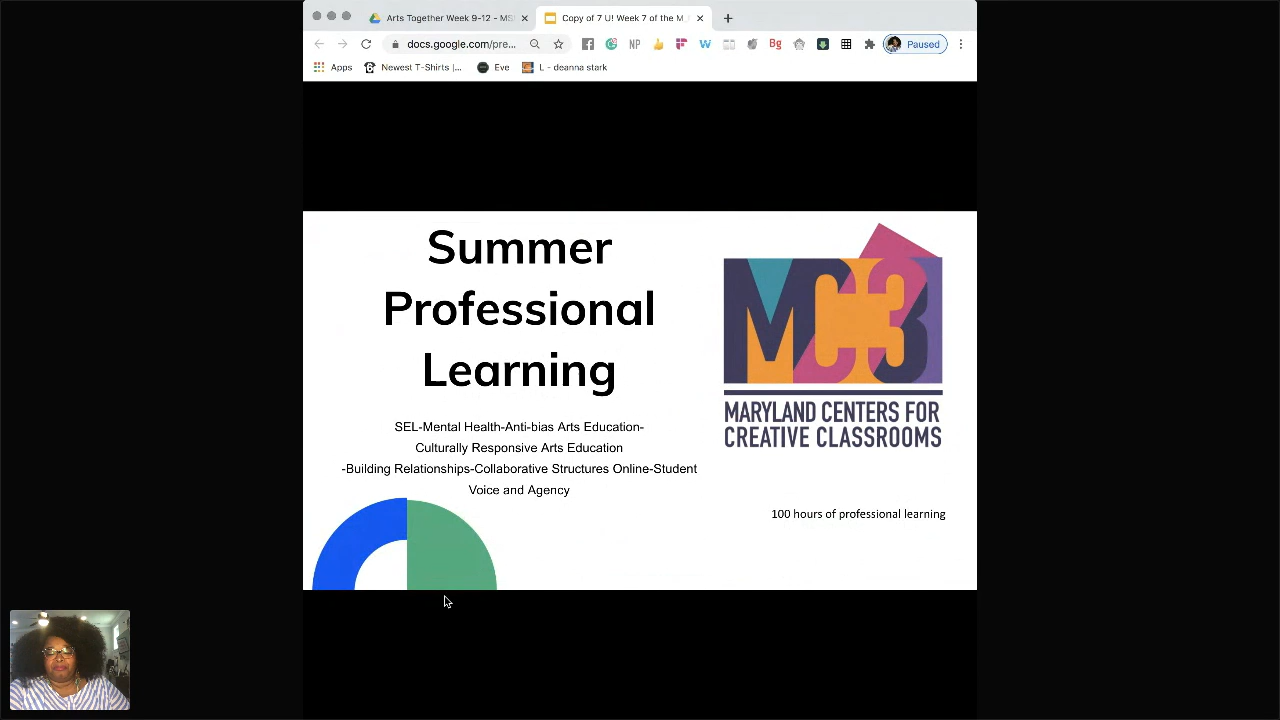 Arts Together Week 9-12 - MS
Copy of 7 U! Week 7 of the M
docs.google.com/pre...
NP
W
Bg
Paused
Apps
Newest T-Shirts |...
Eve
L - deanna stark
Summer
Professional
Learning
SEL-Mental Health-Anti-bias Arts Education-
Culturally Responsive Arts Education
-Building Relationships-Collaborative Structures Online-Student
Voice and Agency
MC3
MARYLAND CENTERS FOR
CREATIVE CLASSROOMS
100 hours of professional learning